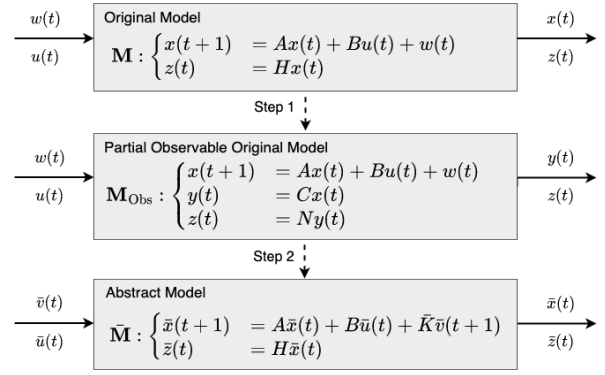 Original Model
w(t)
u(t)
M : { x(t + 1) = Ax(t) + Bu(t) + w(t)
z(t) = Hx(t)
x(t)
z(t)
Step 1
Partial Observable Original Model
w(t)
u(t)
M_Obs : { x(t + 1) = Ax(t) + Bu(t) + w(t)
y(t) = Cx(t)
z(t) = Ny(t)
y(t)
z(t)
Step 2
Abstract Model
v̄(t)
ū(t)
M̄ : { x̄(t + 1) = Ax̄(t) + Bū(t) + K̄v̄(t + 1)
z̄(t) = Hx̄(t)
x̄(t)
z̄(t)